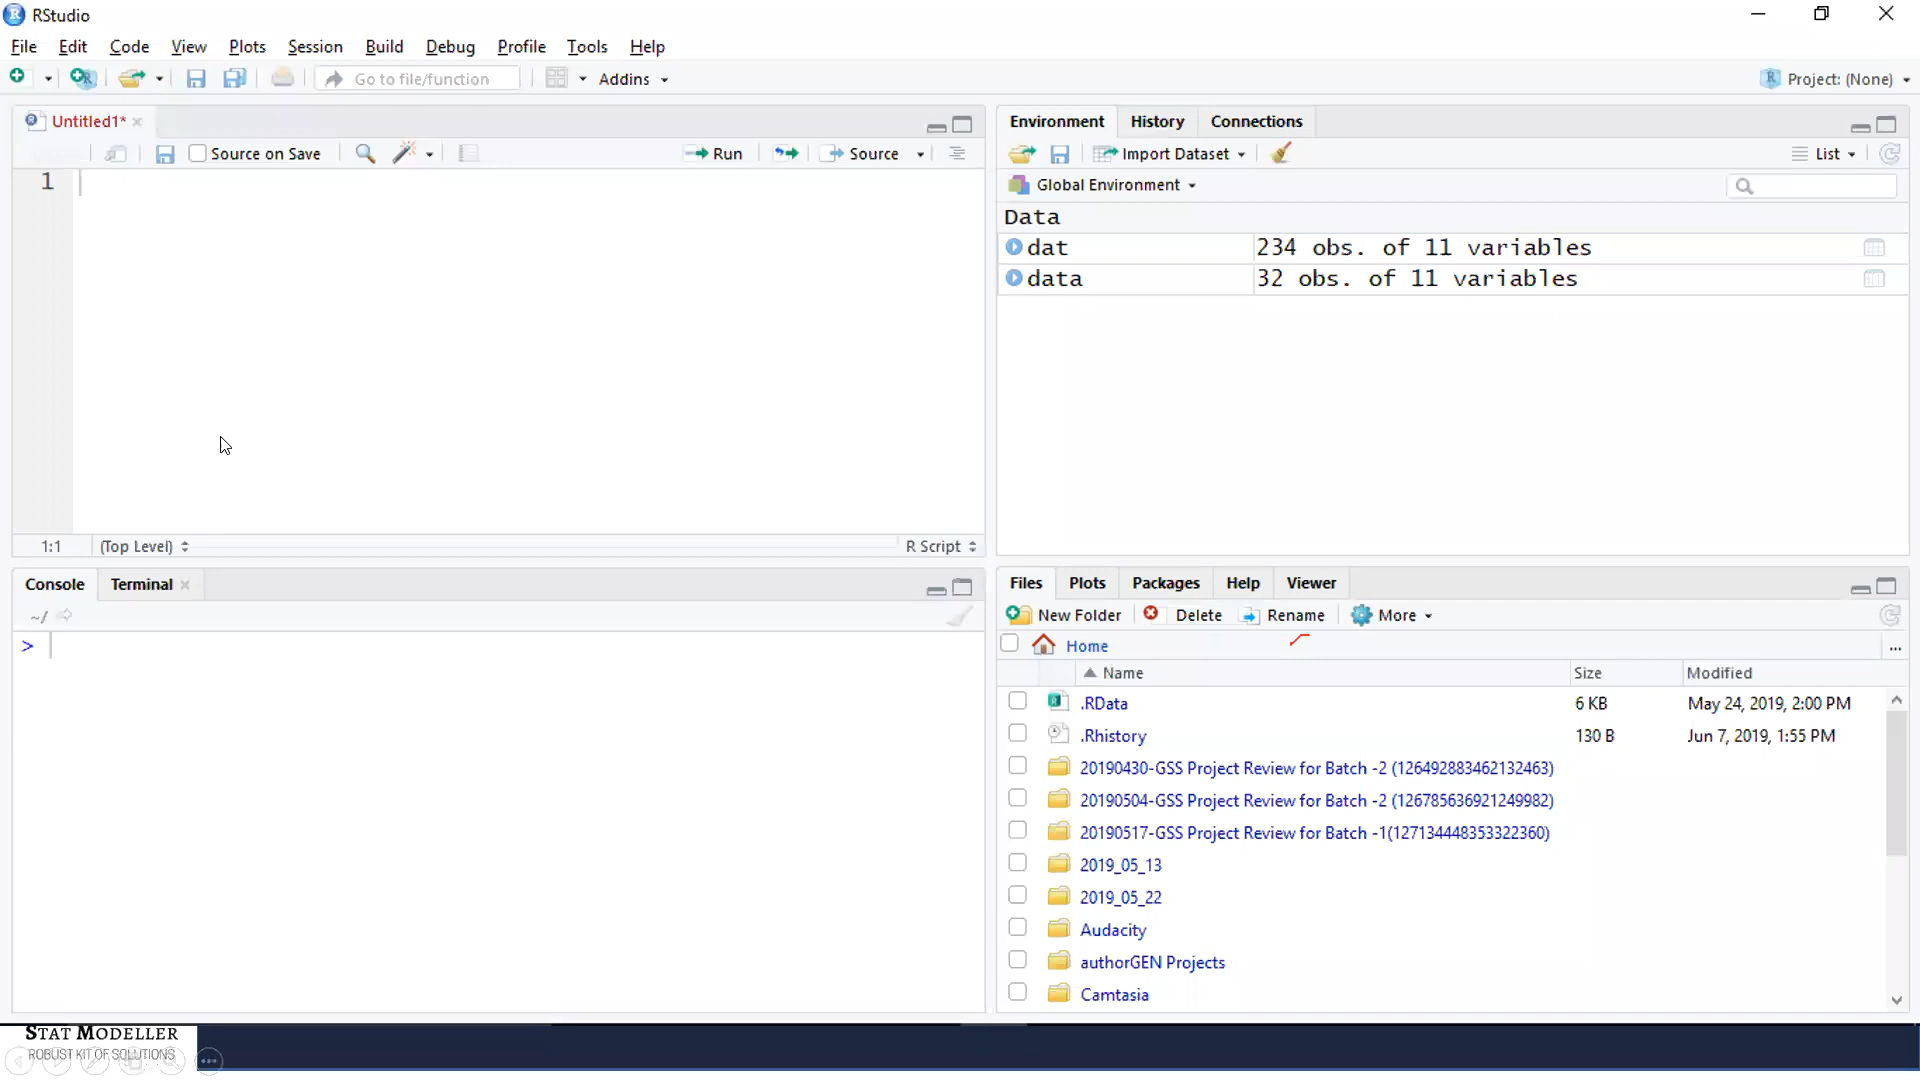 RStudio
File Edit Code View Plots Session Build Debug Profile Tools Help
Go to file/function Addins Project: (None)
Untitled1*
Source on Save Run Source
1
1:1 (Top Level) R Script
Console Terminal
~/
>
Environment History Connections
Import Dataset List
Global Environment
Data
dat 234 obs. of 11 variables
data 32 obs. of 11 variables
Files Plots Packages Help Viewer
New Folder Delete Rename More
Home ...
Name Size Modified
.RData 6 KB May 24, 2019, 2:00 PM
.Rhistory 130 B Jun 7, 2019, 1:55 PM
20190430-GSS Project Review for Batch -2 (126492883462132463)
20190504-GSS Project Review for Batch -2 (126785636921249982)
20190517-GSS Project Review for Batch -1(127134448353322360)
2019_05_13
2019_05_22
Audacity
authorGEN Projects
Camtasia
STAT MODELLER
ROBUST KIT OF SOLUTIONS